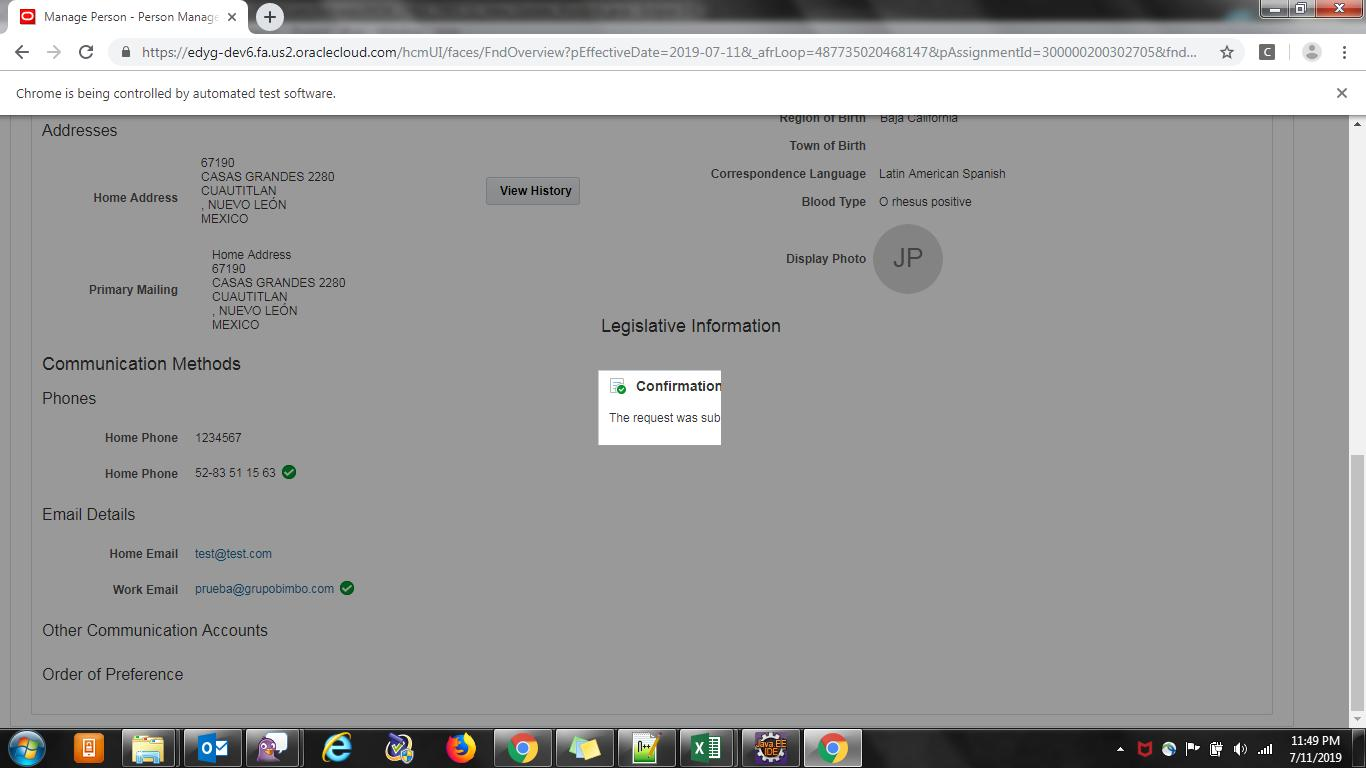 Manage Person - Person Manage
https://edyg-dev6.fa.us2.oraclecloud.com/hcmUI/faces/FndOverview?pEffectiveDate=2019-07-11&_afrLoop=487735020468147&pAssignmentId=300000200302705&fnd...
C
Chrome is being controlled by automated test software.
Addresses
Home Address
67190
CASAS GRANDES 2280
CUAUTITLAN
, NUEVO LEÓN
MEXICO
View History
Primary Mailing
Home Address
67190
CASAS GRANDES 2280
CUAUTITLAN
, NUEVO LEÓN
MEXICO
Communication Methods
Phones
Home Phone 1234567
Home Phone 52-83 51 15 63
Email Details
Home Email test@test.com
Work Email prueba@grupobimbo.com
Other Communication Accounts
Order of Preference
Region of Birth Baja California
Town of Birth
Correspondence Language Latin American Spanish
Blood Type O rhesus positive
Display Photo JP
Legislative Information
Confirmation
The request was sub
Java EE
IDE
11:49 PM
7/11/2019